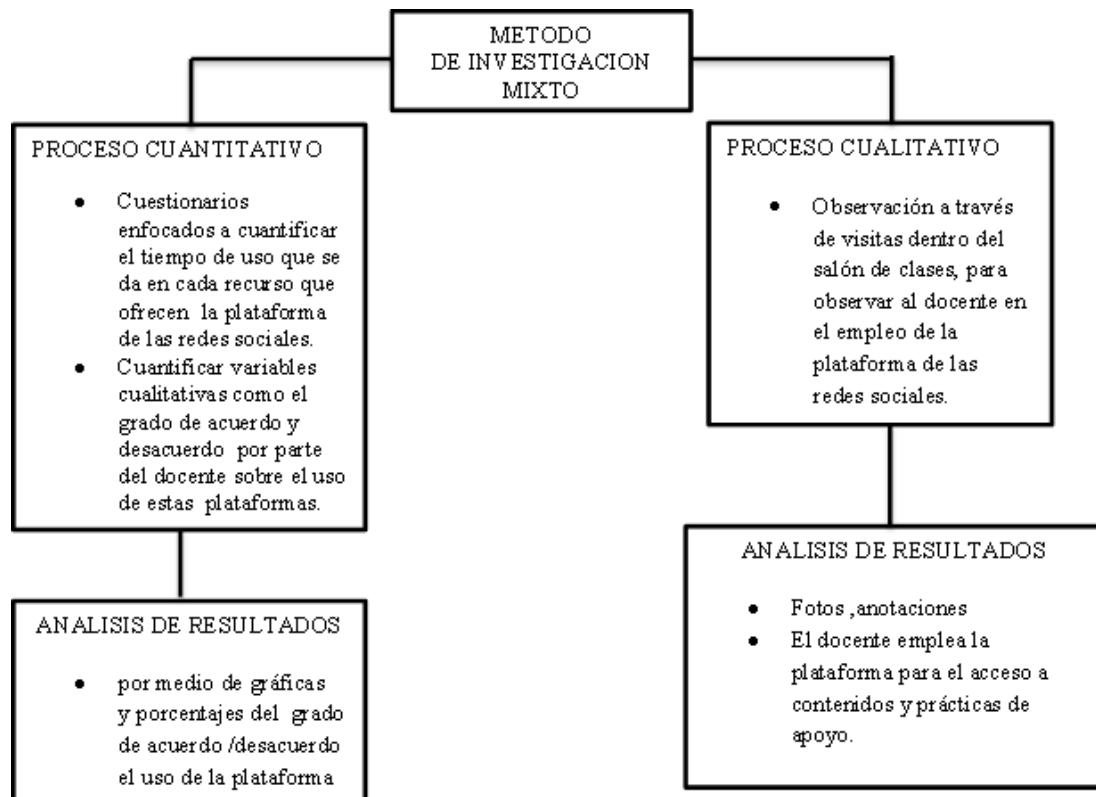 METODO
DE INVESTIGACION
MIXTO
PROCESO CUANTITATIVO
● Cuestionarios
enfocados a cuantificar
el tiempo de uso que se
da en cada recurso que
ofrecen la plataforma
de las redes sociales.
● Cuantificar variables
cualitativas como el
grado de acuerdo y
desacuerdo por parte
del docente sobre el uso
de estas plataformas.
ANALISIS DE RESULTADOS
● por medio de gráficas
y porcentajes del grado
de acuerdo /desacuerdo
el uso de la plataforma
PROCESO CUALITATIVO
● Observación a través
de visitas dentro del
salón de clases, para
observar al docente en
el empleo de la
plataforma de las
redes sociales.
ANALISIS DE RESULTADOS
● Fotos ,anotaciones
● El docente emplea la
plataforma para el acceso a
contenidos y prácticas de
apoyo.